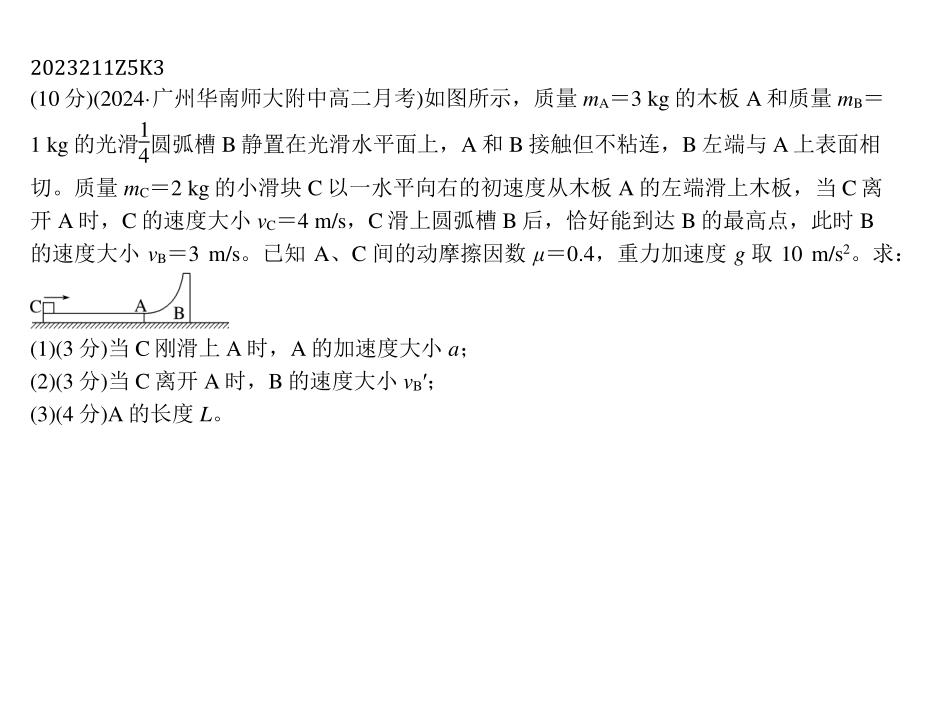 2023211Z5K3
(10 分)(2024·广州华南师大附中高二月考)如图所示，质量 mA＝3 kg 的木板 A 和质量 mB＝
1 kg 的光滑1/4圆弧槽 B 静置在光滑水平面上，A 和 B 接触但不粘连，B 左端与 A 上表面相
切。质量 mC＝2 kg 的小滑块 C 以一水平向右的初速度从木板 A 的左端滑上木板，当 C 离
开 A 时，C 的速度大小 vC＝4 m/s，C 滑上圆弧槽 B 后，恰好能到达 B 的最高点，此时 B
的速度大小 vB＝3 m/s。已知 A、C 间的动摩擦因数 μ＝0.4，重力加速度 g 取 10 m/s²。求：
C A B
(1)(3 分)当 C 刚滑上 A 时，A 的加速度大小 a；
(2)(3 分)当 C 离开 A 时，B 的速度大小 vB′；
(3)(4 分)A 的长度 L。